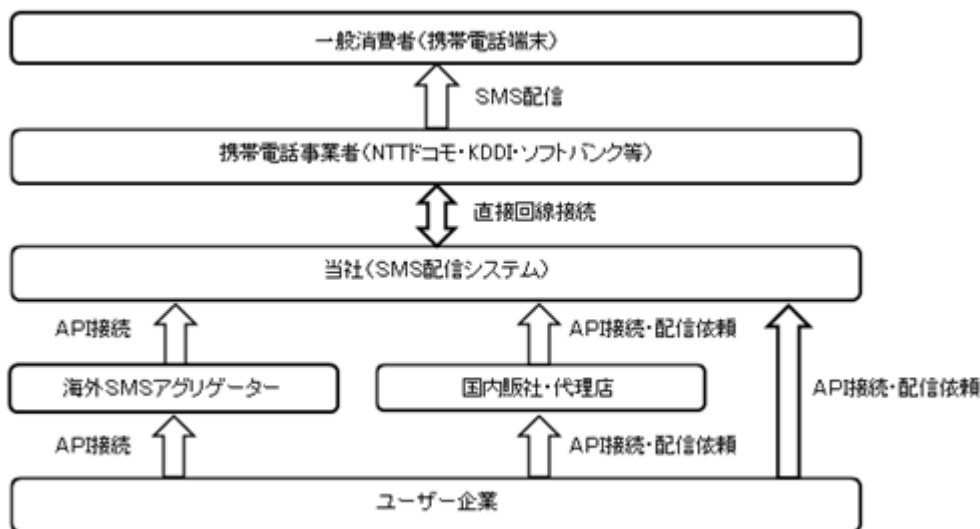 一般消費者(携帯電話端末)
SMS配信
携帯電話事業者(NTTドコモ・KDDI・ソフトバンク等)
直接回線接続
当社(SMS配信システム)
API接続
API接続・配信依頼
海外SMSアグリゲーター
国内販社・代理店
API接続・配信依頼
API接続
API接続・配信依頼
ユーザー企業